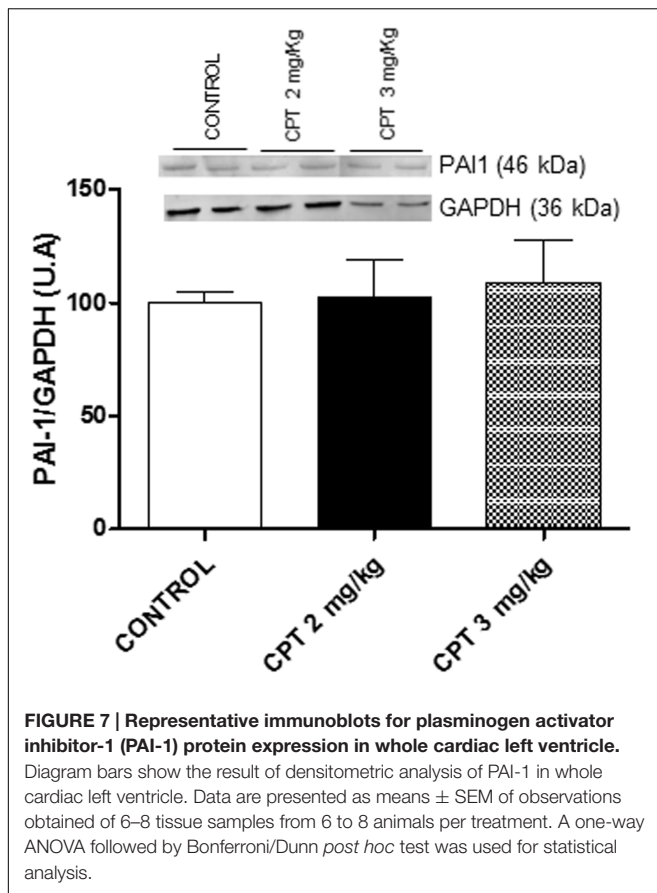 CONTROL
CPT 2 mg/Kg
CPT 3 mg/Kg
PAI1 (46 kDa)
GAPDH (36 kDa)
PAI-1/GAPDH (U.A)
150
100
50
0
CONTROL
CPT 2 mg/kg
CPT 3 mg/kg
FIGURE 7 | Representative immunoblots for plasminogen activator
inhibitor-1 (PAI-1) protein expression in whole cardiac left ventricle.
Diagram bars show the result of densitometric analysis of PAI-1 in whole
cardiac left ventricle. Data are presented as means ± SEM of observations
obtained of 6–8 tissue samples from 6 to 8 animals per treatment. A one-way
ANOVA followed by Bonferroni/Dunn post hoc test was used for statistical
analysis.